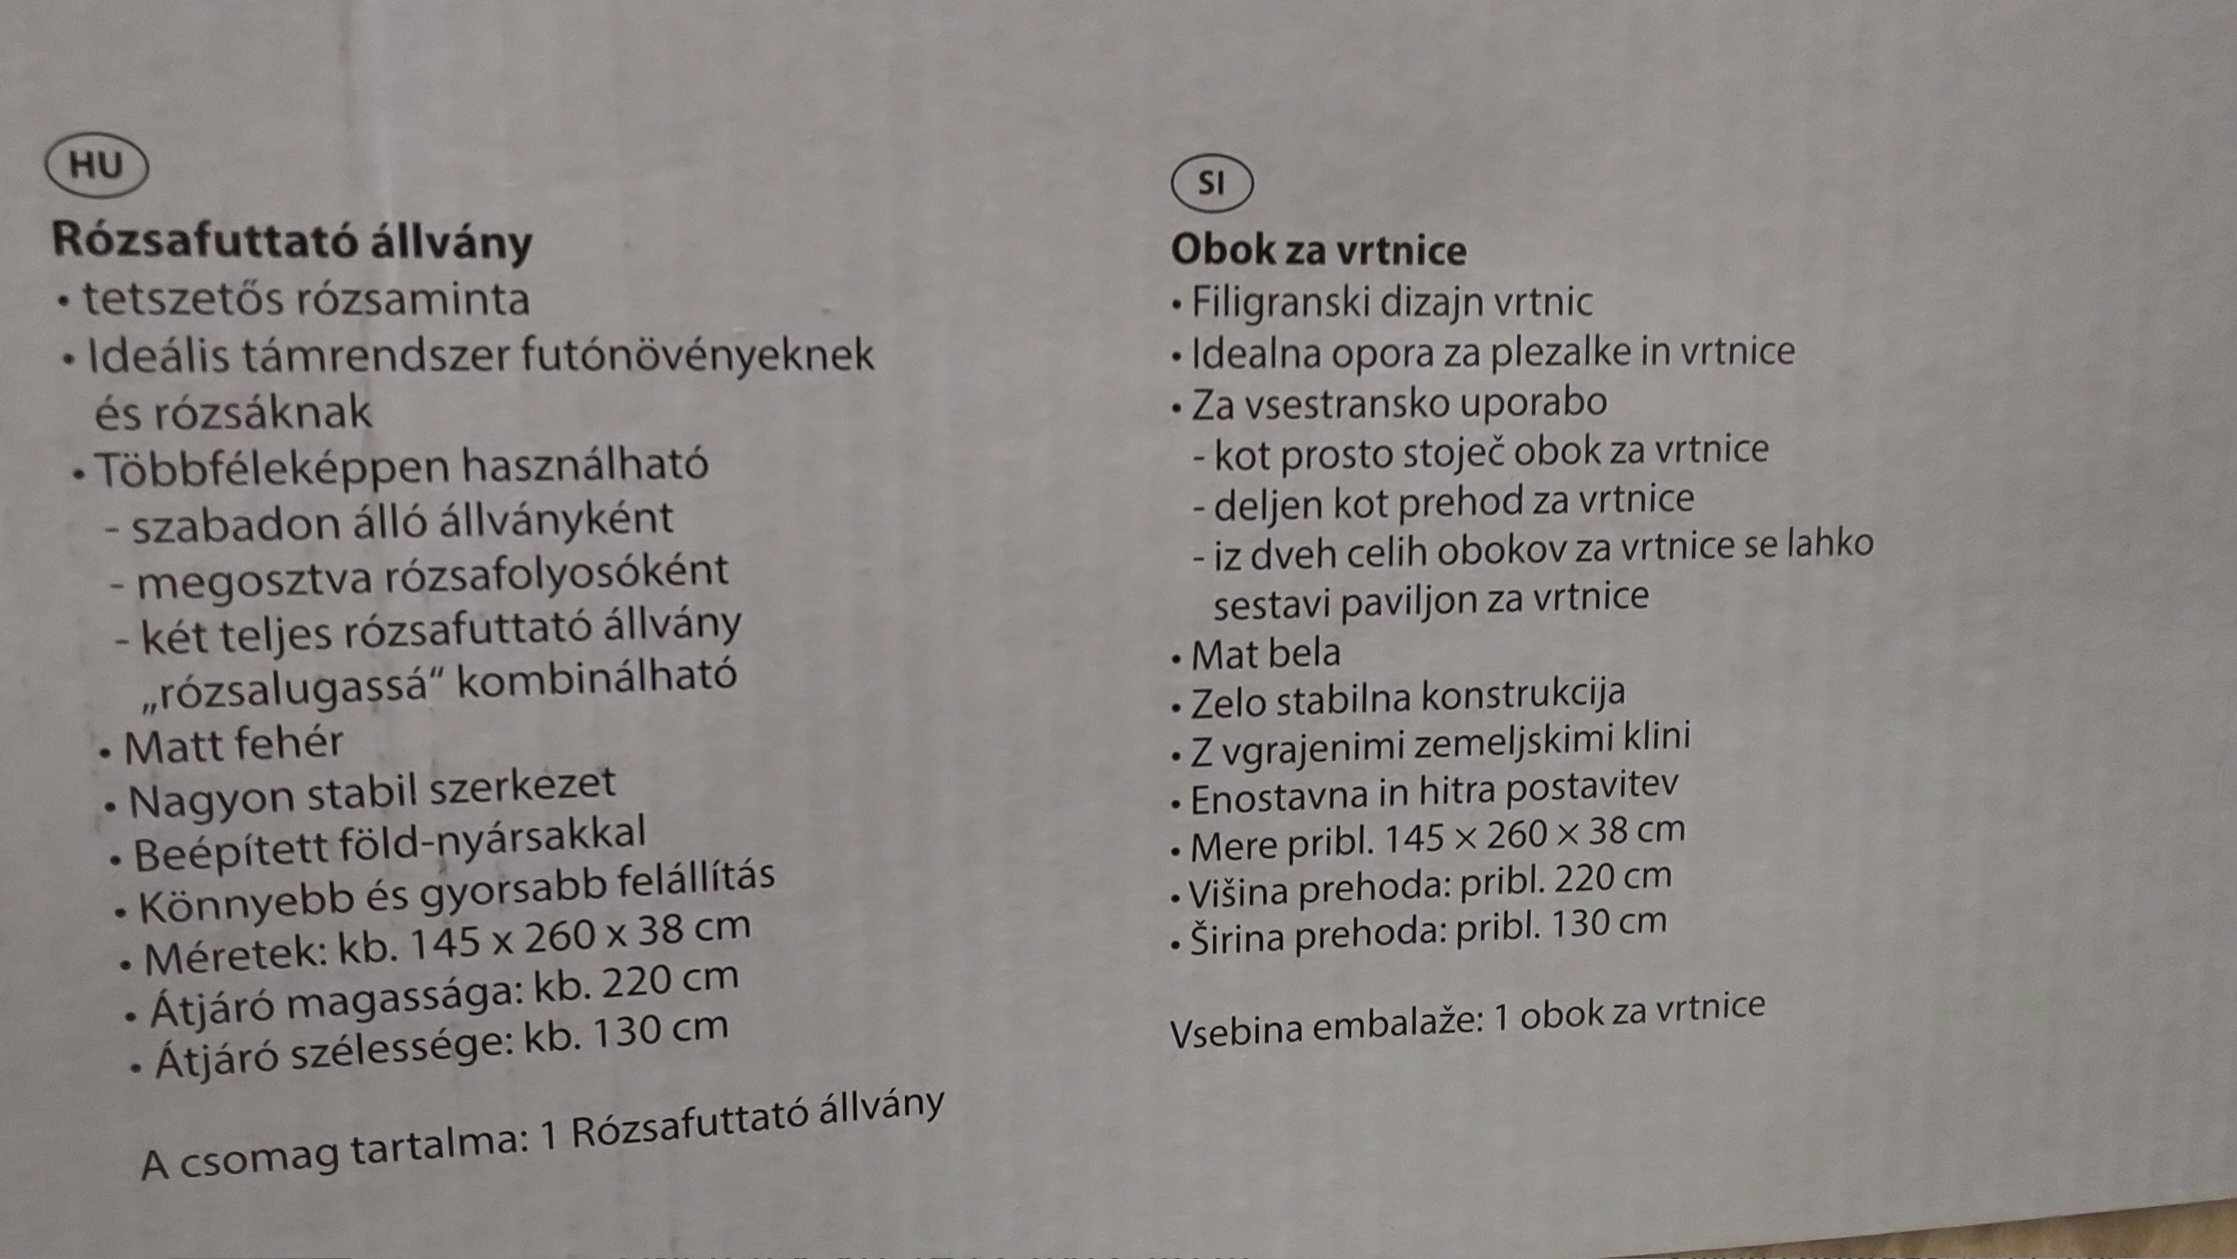 HU
Rózsafuttató állvány
• tetszetős rózsaminta
• Ideális támrendszer futónövényeknek
és rózsáknak
• Többféleképpen használható
- szabadon álló állványként
- megosztva rózsafolyosóként
- két teljes rózsafuttató állvány
„rózsalugassá“ kombinálható
• Matt fehér
• Nagyon stabil szerkezet
• Beépített föld-nyársakkal
• Könnyebb és gyorsabb felállítás
• Méretek: kb. 145 x 260 x 38 cm
• Átjáró magassága: kb. 220 cm
• Átjáró szélessége: kb. 130 cm
A csomag tartalma: 1 Rózsafuttató állvány
SI
Obok za vrtnice
• Filigranski dizajn vrtnic
• Idealna opora za plezalke in vrtnice
• Za vsestransko uporabo
- kot prosto stoječ obok za vrtnice
- deljen kot prehod za vrtnice
- iz dveh celih obokov za vrtnice se lahko
sestavi paviljon za vrtnice
• Mat bela
• Zelo stabilna konstrukcija
• Z vgrajenimi zemeljskimi klini
• Enostavna in hitra postavitev
• Mere pribl. 145 × 260 × 38 cm
• Višina prehoda: pribl. 220 cm
• Širina prehoda: pribl. 130 cm
Vsebina embalaže: 1 obok za vrtnice